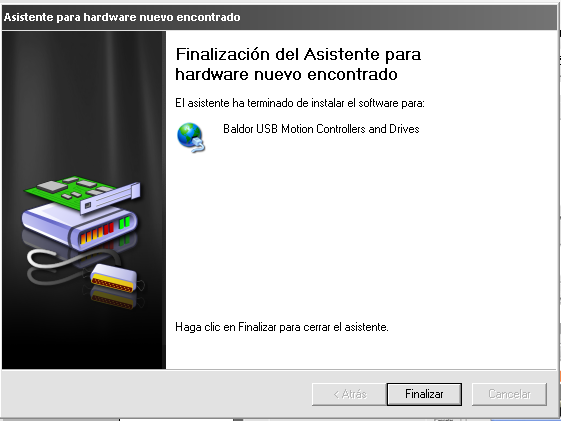 Asistente para hardware nuevo encontrado
Finalización del Asistente para
hardware nuevo encontrado
El asistente ha terminado de instalar el software para:
Baldor USB Motion Controllers and Drives
Haga clic en Finalizar para cerrar el asistente.
< Atrás
Finalizar
Cancelar